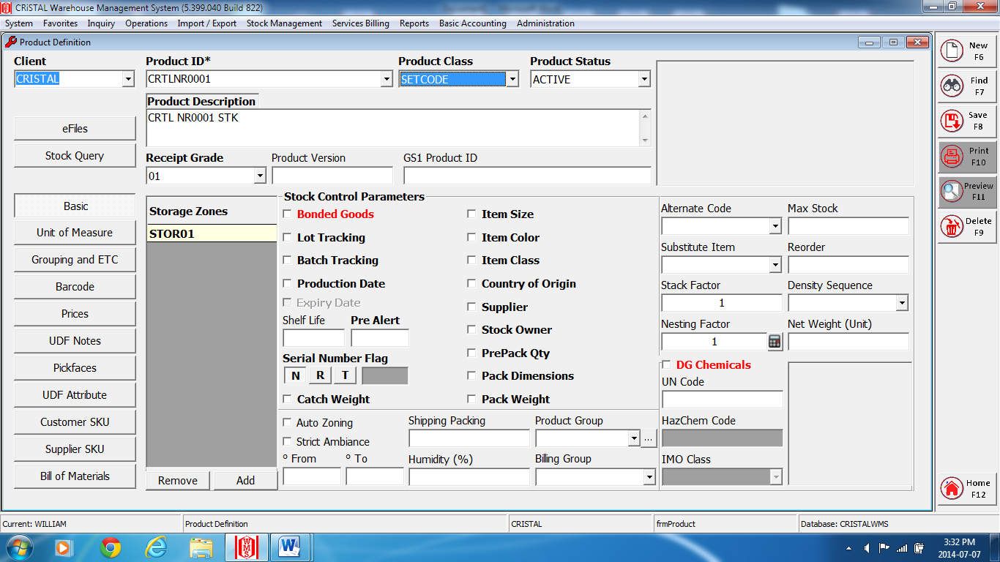 CRiSTAL Warehouse Management System (5.399.040 Build 822)
System Favorites Inquiry Operations Import / Export Stock Management Services Billing Reports Basic Accounting Administration
Product Definition
Client Product ID* Product Class Product Status
CRISTAL CRTLNR0001 SETCODE ACTIVE
Product Description
CRTL NR0001 STK
eFiles
Stock Query
Receipt Grade Product Version GS1 Product ID
01
Basic
Unit of Measure
Grouping and ETC
Barcode
Prices
UDF Notes
Pickfaces
UDF Attribute
Customer SKU
Supplier SKU
Bill of Materials
Storage Zones
STOR01
Remove Add
Stock Control Parameters
Bonded Goods
Lot Tracking
Batch Tracking
Production Date
Expiry Date
Shelf Life Pre Alert
Serial Number Flag
N R T
Catch Weight
Item Size
Item Color
Item Class
Country of Origin
Supplier
Stock Owner
PrePack Qty
Pack Dimensions
Pack Weight
Auto Zoning
Strict Ambiance
º From º To
Shipping Packing Product Group
...
Humidity (%) Billing Group
Alternate Code Max Stock
Substitute Item Reorder
Stack Factor Density Sequence
1
Nesting Factor Net Weight (Unit)
1
DG Chemicals
UN Code
HazChem Code
IMO Class
New
F6
Find
F7
Save
F8
Print
F10
Preview
F11
Delete
F9
Home
F12
Current: WILLIAM Product Definition CRISTAL frmProduct Database: CRISTALWMS
WMS
W
3:32 PM
2014-07-07